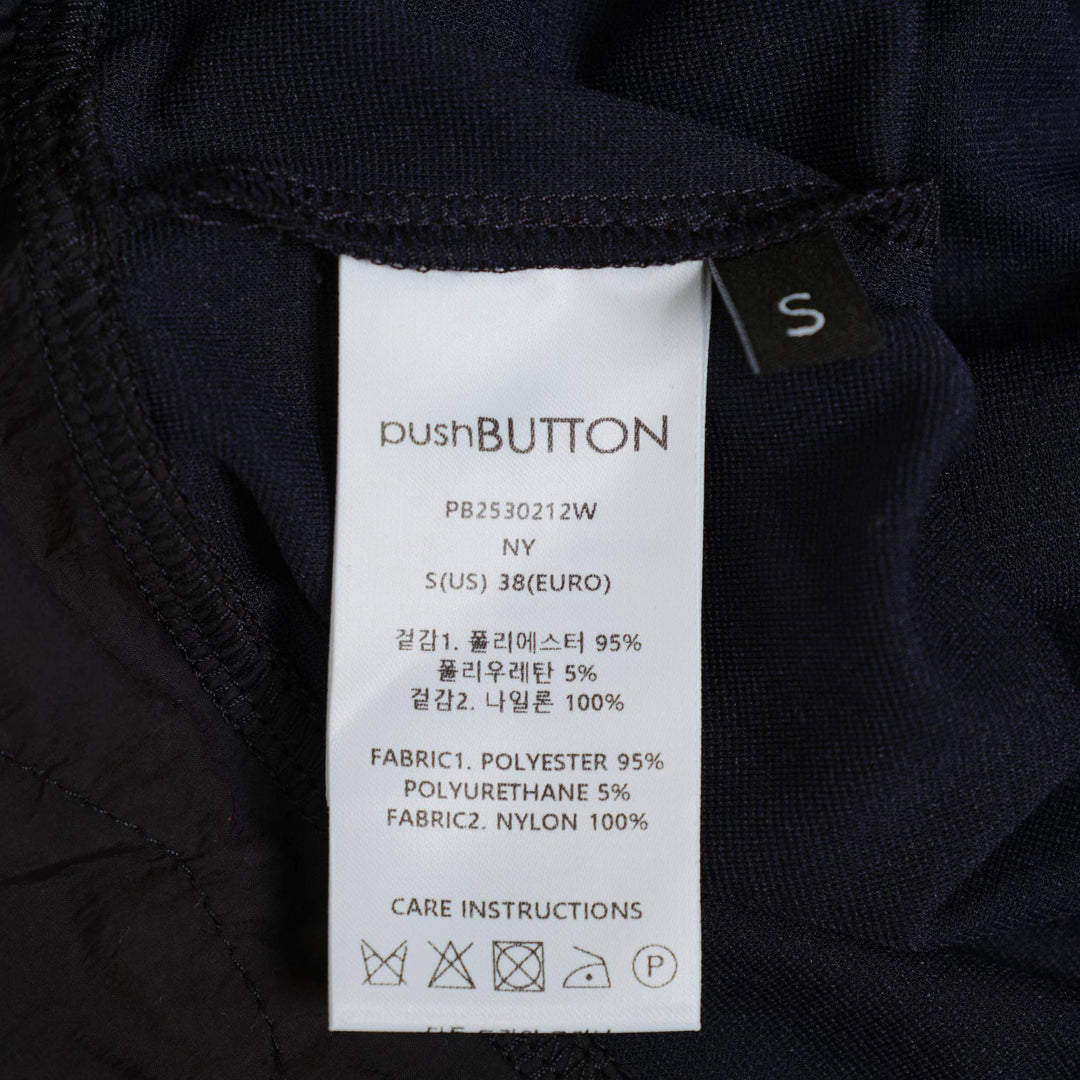 S
pushBUTTON
PB2530212W
NY
S(US) 38(EURO)
겉감1. 폴리에스터 95%
폴리우레탄 5%
겉감2. 나일론 100%
FABRIC1. POLYESTER 95%
POLYURETHANE 5%
FABRIC2. NYLON 100%
CARE INSTRUCTIONS
P